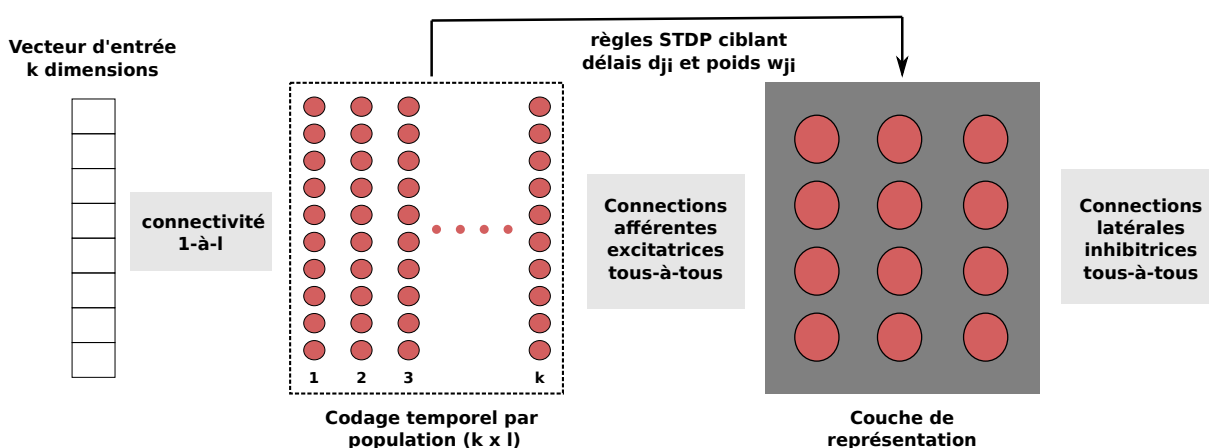 Vecteur d'entrée
k dimensions
règles STDP ciblant
délais dji et poids wji
connectivité
1-à-l
1 2 3 k
Codage temporel par
population (k x l)
Connections
afférentes
excitatrices
tous-à-tous
Couche de
représentation
Connections
latérales
inhibitrices
tous-à-tous